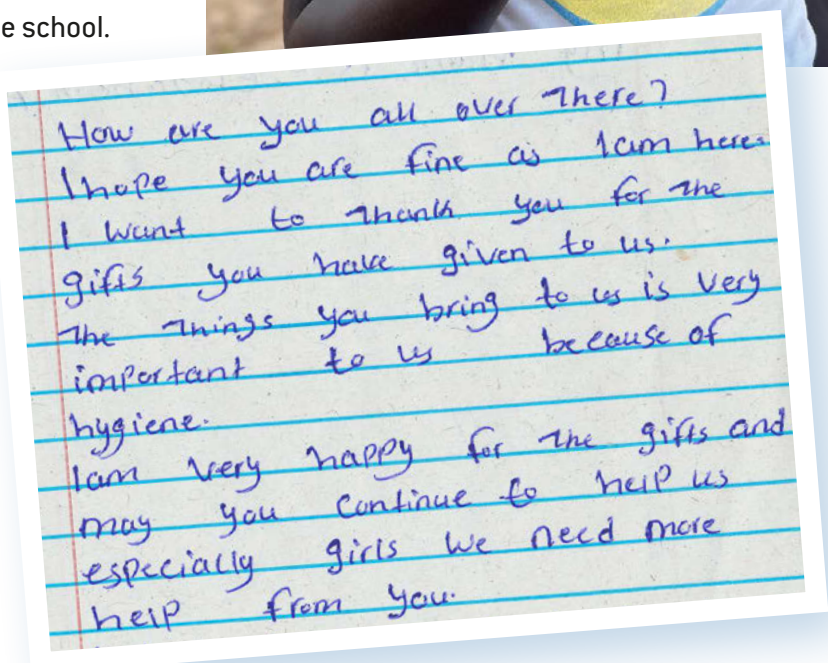 e school.
How are you all over there?
I hope you are fine as I am here.
I want to thank you for the
gifts you have given to us.
The things you bring to us is very
important to us because of
hygiene.
I am very happy for the gifts and
may you continue to help us
especially girls we need more
help from you.